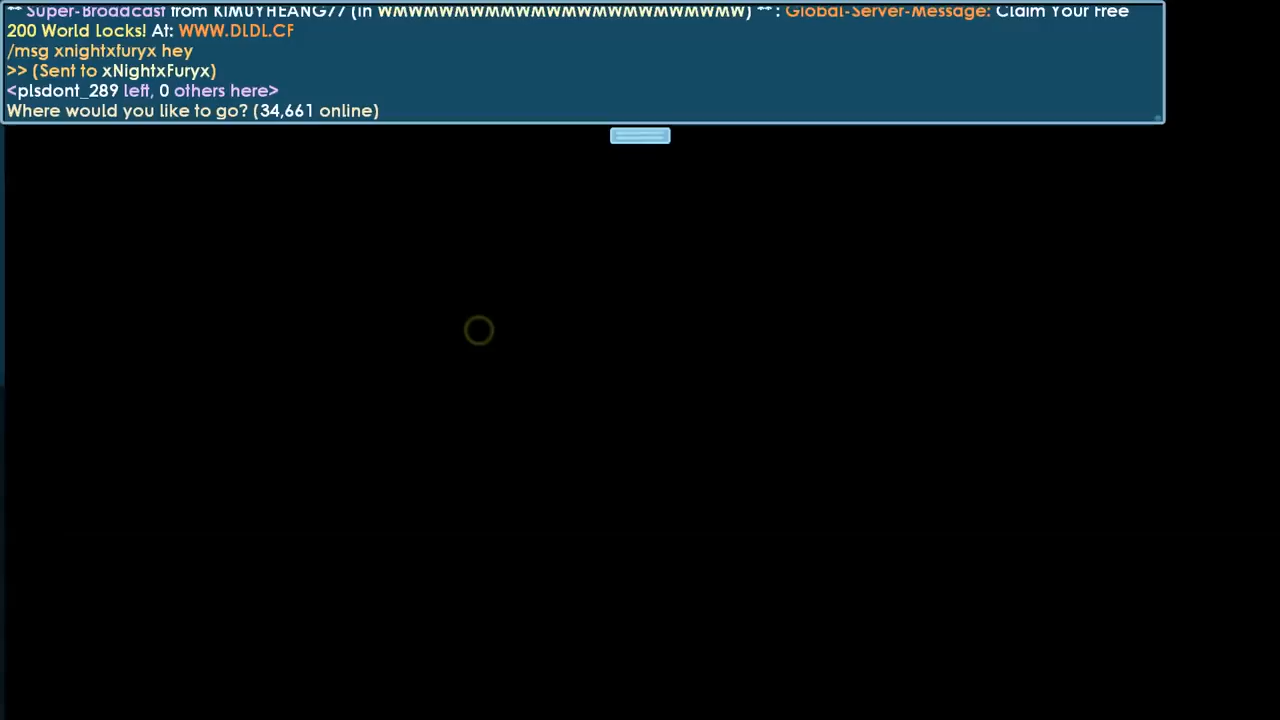 ** Super-Broadcast from KIMUYHEANG77 (in WMWMWMWMMWMWMWMWMWMWMWMW) ** : Global-Server-Message: Claim Your Free
200 World Locks! At: WWW.DLDL.CF
/msg xnightxfuryx hey
>> (Sent to xNightxFuryx)
<plsdont_289 left, 0 others here>
Where would you like to go? (34,661 online)